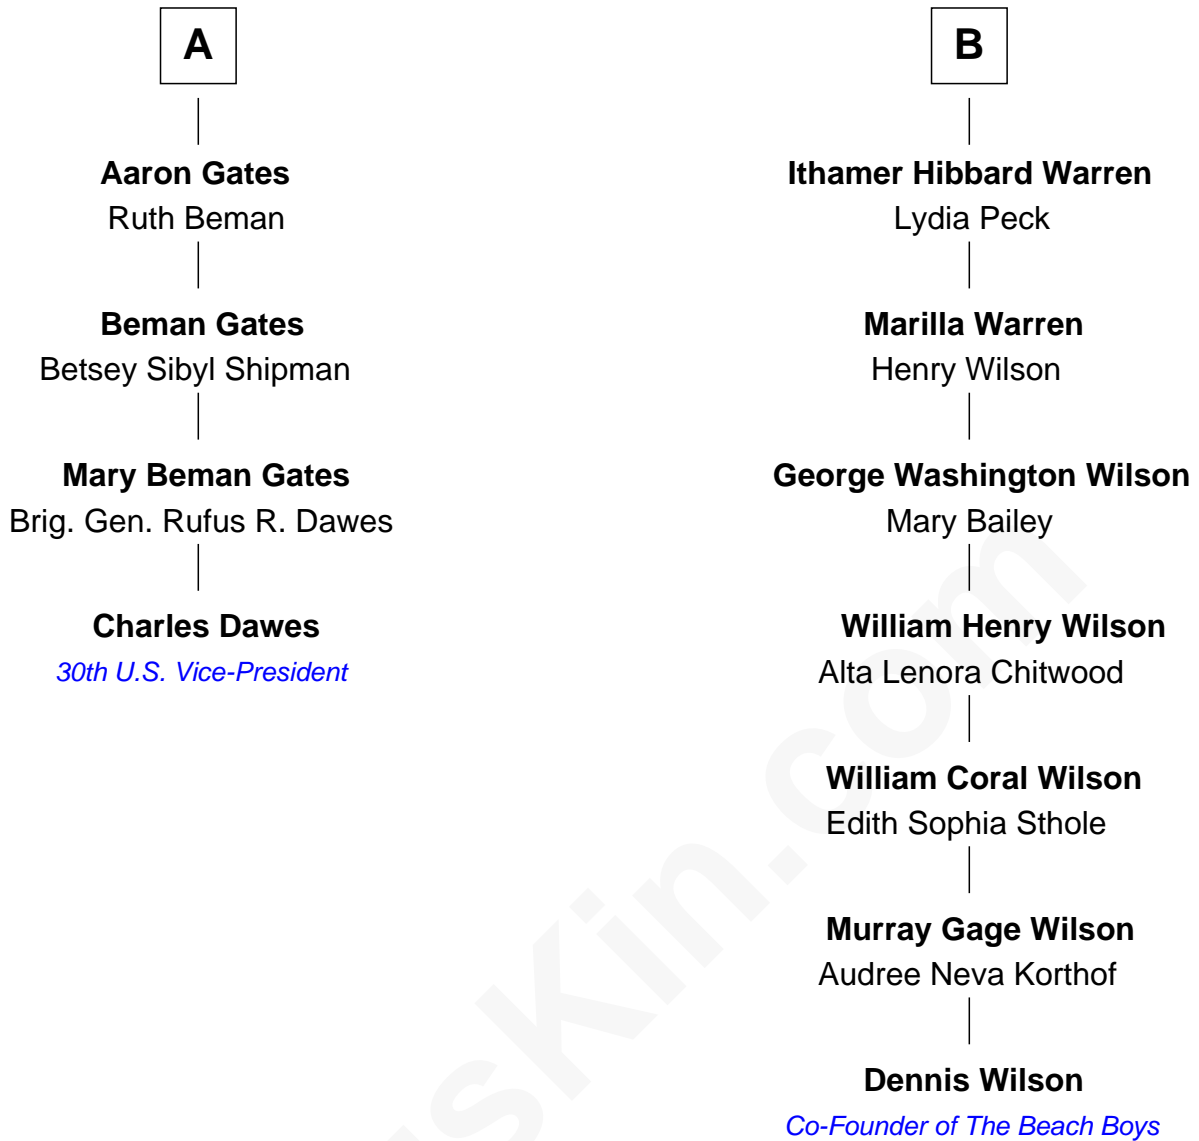 A
Aaron Gates
Ruth Beman
Beman Gates
Betsey Sibyl Shipman
Mary Beman Gates
Brig. Gen. Rufus R. Dawes
Charles Dawes
30th U.S. Vice-President
B
Ithamer Hibbard Warren
Lydia Peck
Marilla Warren
Henry Wilson
George Washington Wilson
Mary Bailey
William Henry Wilson
Alta Lenora Chitwood
William Coral Wilson
Edith Sophia Sthole
Murray Gage Wilson
Audree Neva Korthof
Dennis Wilson
Co-Founder of The Beach Boys